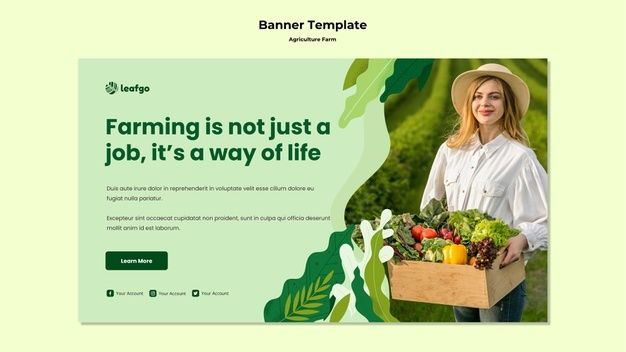 Banner Template
Agriculture Farm
leafgo
Farming is not just a
job, it's a way of life
Duis aute irure dolor in reprehenderit in voluptate velit esse cillum dolore eu
fugiat nulla pariatur.
Excepteur sint occaecat cupidatat non proident, sunt in culpa qui officia deserunt
mollit anim id est laborum.
Learn More
Your Account Your Account Your Account